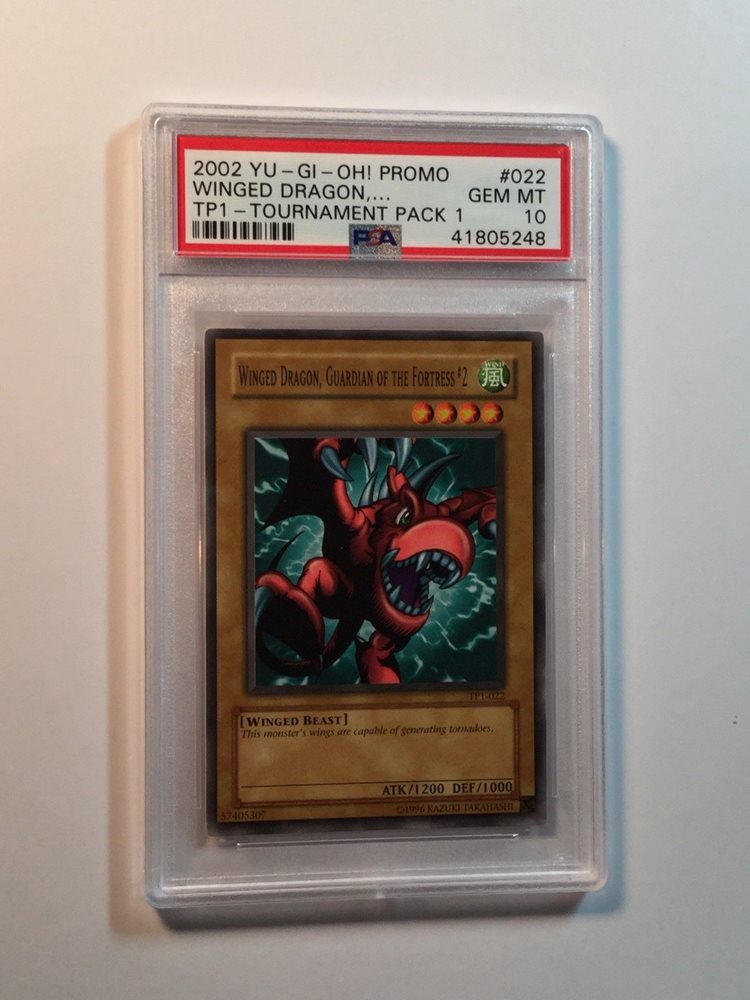 2002 YU-GI-OH! PROMO #022
WINGED DRAGON,... GEM MT
TP1-TOURNAMENT PACK 1 10
PSA 41805248
WINGED DRAGON, GUARDIAN OF THE FORTRESS #2
WIND
風
TP1-022
[WINGED BEAST]
This monster's wings are capable of generating tornadoes.
ATK/1200 DEF/1000
57405307 ©1996 KAZUKI TAKAHASHI